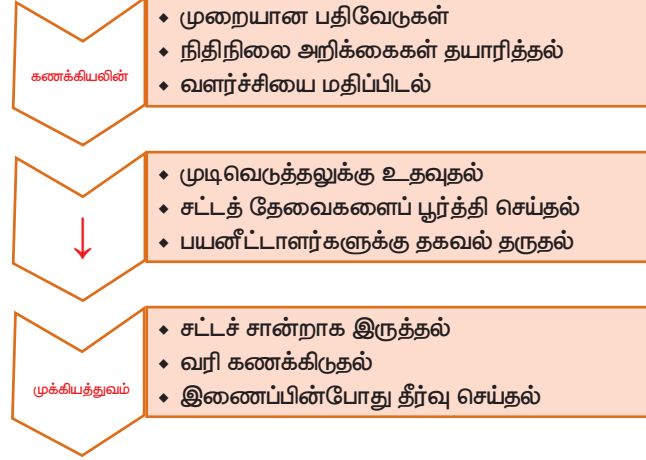 கணக்கியலின்
◆ முறையான பதிவேடுகள்
◆ நிதிநிலை அறிக்கைகள் தயாரித்தல்
◆ வளர்ச்சியை மதிப்பிடல்
↓
◆ முடிவெடுத்தலுக்கு உதவுதல்
◆ சட்டத் தேவைகளைப் பூர்த்தி செய்தல்
◆ பயனீட்டாளர்களுக்கு தகவல் தருதல்
முக்கியத்துவம்
◆ சட்டச் சான்றாக இருத்தல்
◆ வரி கணக்கிடுதல்
◆ இணைப்பின்போது தீர்வு செய்தல்